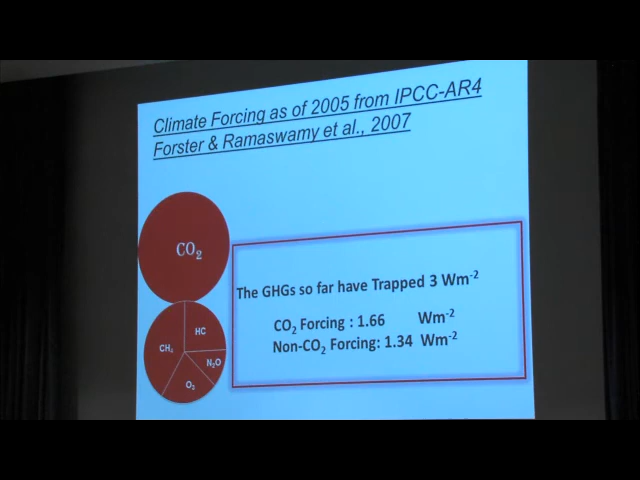 Climate Forcing as of 2005 from IPCC-AR4
Forster & Ramaswamy et al., 2007
CO₂
The GHGs so far have Trapped 3 Wm⁻²
CO₂ Forcing : 1.66 Wm⁻²
Non-CO₂ Forcing: 1.34 Wm⁻²
HC
CH₄
N₂O
O₃